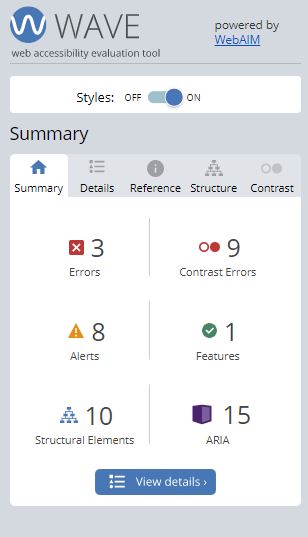 WAVE
web accessibility evaluation tool
powered by
WebAIM
Styles: OFF ON
Summary
Summary Details Reference Structure Contrast
3
Errors
9
Contrast Errors
8
Alerts
1
Features
10
Structural Elements
15
ARIA
View details ›